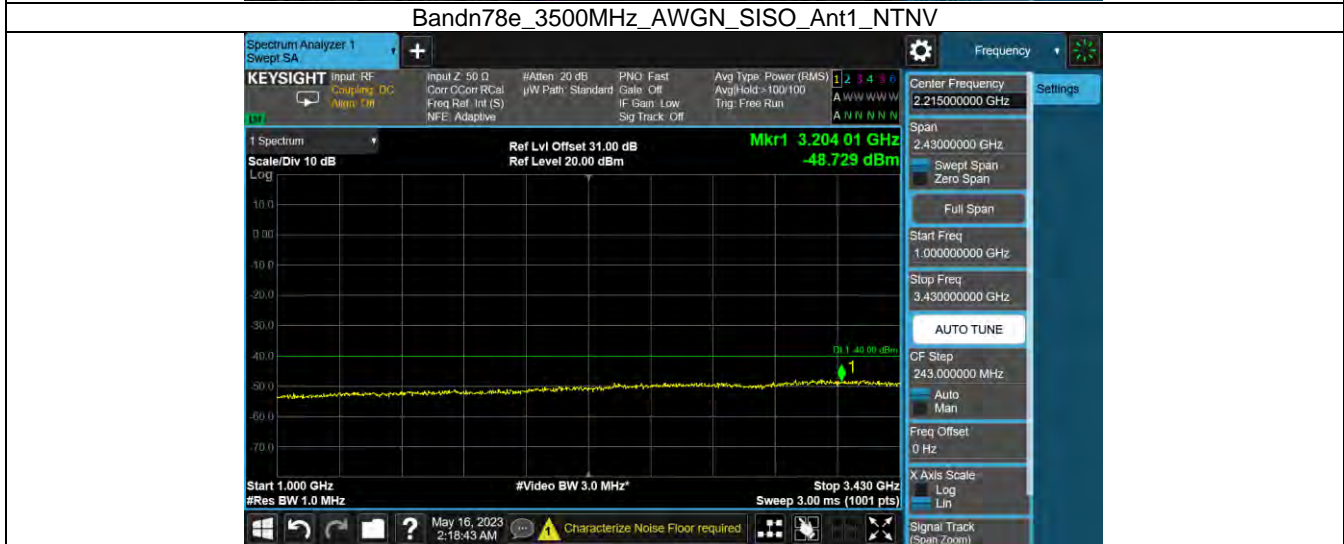 Bandn78e_3500MHz_AWGN_SISO_Ant1_NTNV
Spectrum Analyzer 1
Swept SA
Frequency
KEYSIGHT
Input: RF
Coupling: DC
Align: Off
Input Z: 50 Ω
Corr CCorr RCal
Freq Ref: Int (S)
NFE: Adaptive
#Atten: 20 dB
µW Path: Standard
PNO: Fast
Gate: Off
IF Gain: Low
Sig Track: Off
Avg Type: Power (RMS)
Avg|Hold:>100/100
Trig: Free Run
1 2 3 4 5 6
A W W W W W
A N N N N N
1 Spectrum
Scale/Div 10 dB
Log
Ref Lvl Offset 31.00 dB
Ref Level 20.00 dBm
Mkr1 3.204 01 GHz
-48.729 dBm
10.0
0.00
-10.0
-20.0
-30.0
-40.0
-50.0
-60.0
-70.0
DL1 -40.00 dBm
1
Start 1.000 GHz
#Res BW 1.0 MHz
#Video BW 3.0 MHz*
Stop 3.430 GHz
Sweep 3.00 ms (1001 pts)
Center Frequency
2.215000000 GHz
Settings
Span
2.43000000 GHz
Swept Span
Zero Span
Full Span
Start Freq
1.000000000 GHz
Stop Freq
3.430000000 GHz
AUTO TUNE
CF Step
243.000000 MHz
Auto
Man
Freq Offset
0 Hz
X Axis Scale
Log
Lin
Signal Track
(Span Zoom)
May 16, 2023
2:18:43 AM
Characterize Noise Floor required